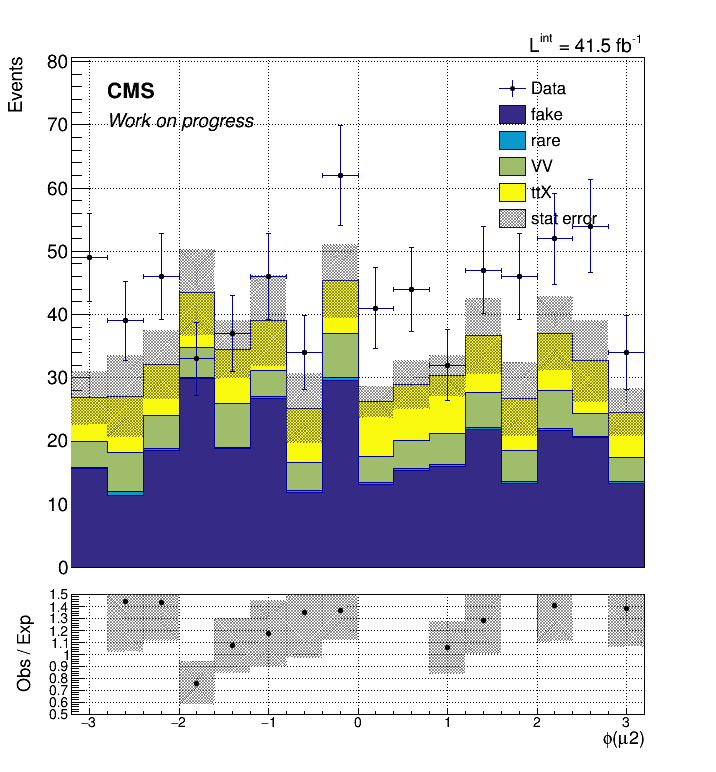 L^int = 41.5 fb^-1
Events
80
70
60
50
40
30
20
10
0
CMS
Work on progress
Data
fake
rare
VV
ttX
stat error
Obs / Exp
1.5
1.4
1.3
1.2
1.1
1
0.9
0.8
0.7
0.6
0.5
−3 −2 −1 0 1 2 3
ϕ(μ2)